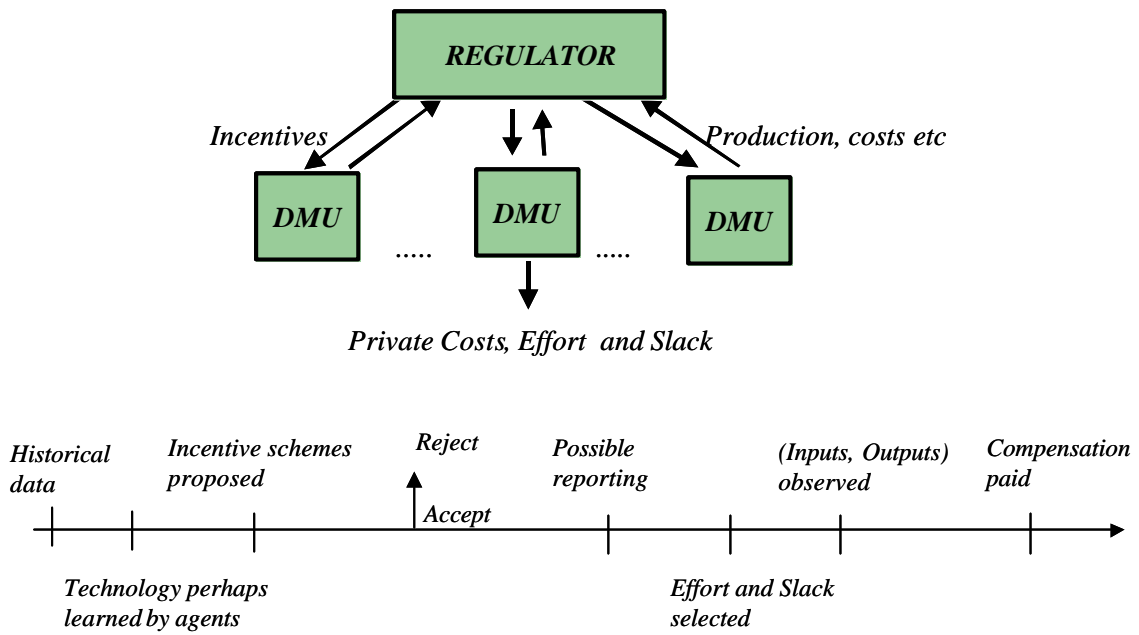 REGULATOR
Incentives
Production, costs etc
DMU
DMU
DMU
.....
.....
Private Costs, Effort and Slack
Historical
data
Incentive schemes
proposed
Reject
Accept
Possible
reporting
(Inputs, Outputs)
observed
Compensation
paid
Technology perhaps
learned by agents
Effort and Slack
selected